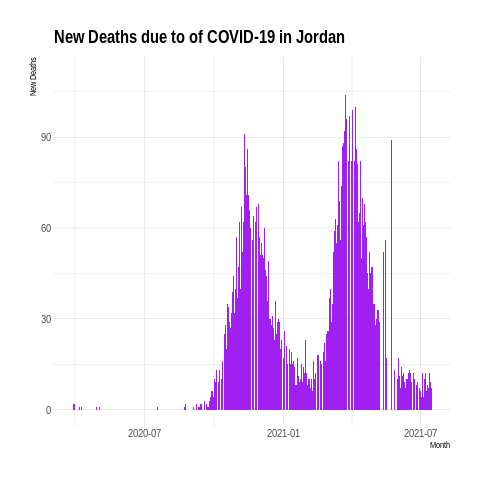 New Deaths due to of COVID-19 in Jordan
New Deaths
90
60
30
0
2020-07
2021-01
2021-07
Month